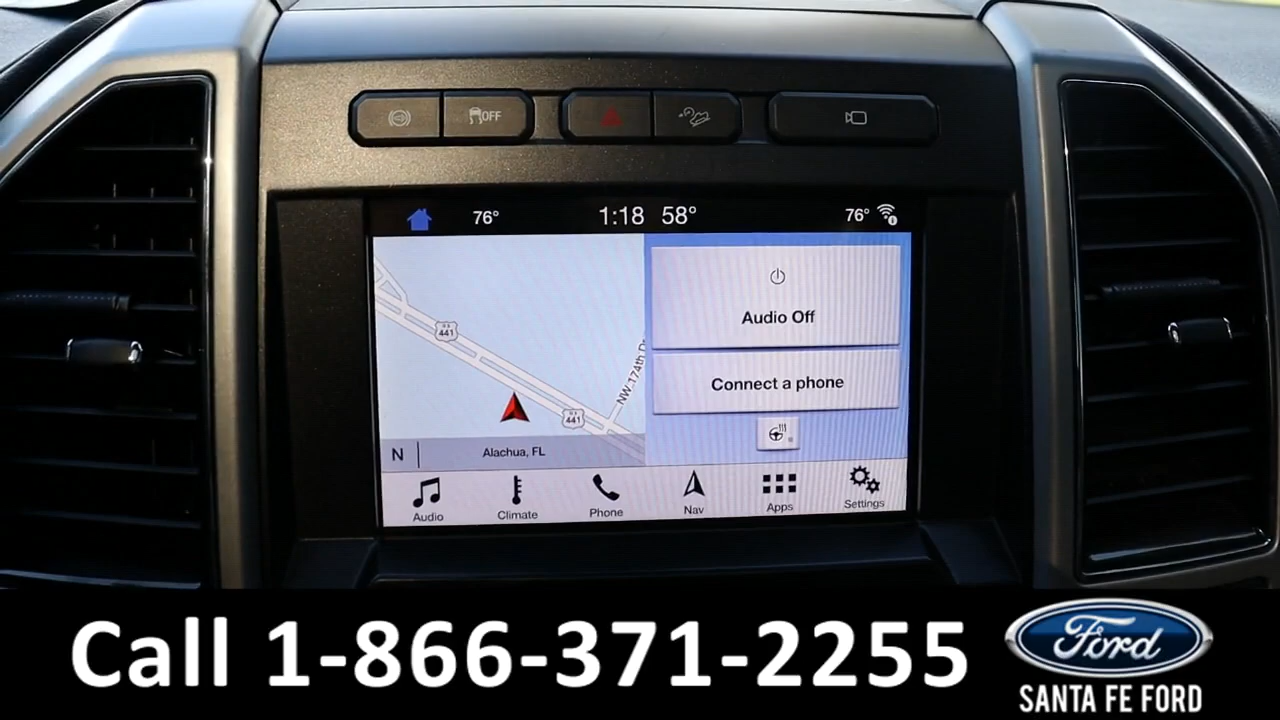 OFF
76° 1:18 58° 76°
U.S. 441
NW 174th D
441
N Alachua, FL
Audio Off
Connect a phone
Audio Climate Phone Nav Apps Settings
Call 1-866-371-2255
Ford
SANTA FE FORD